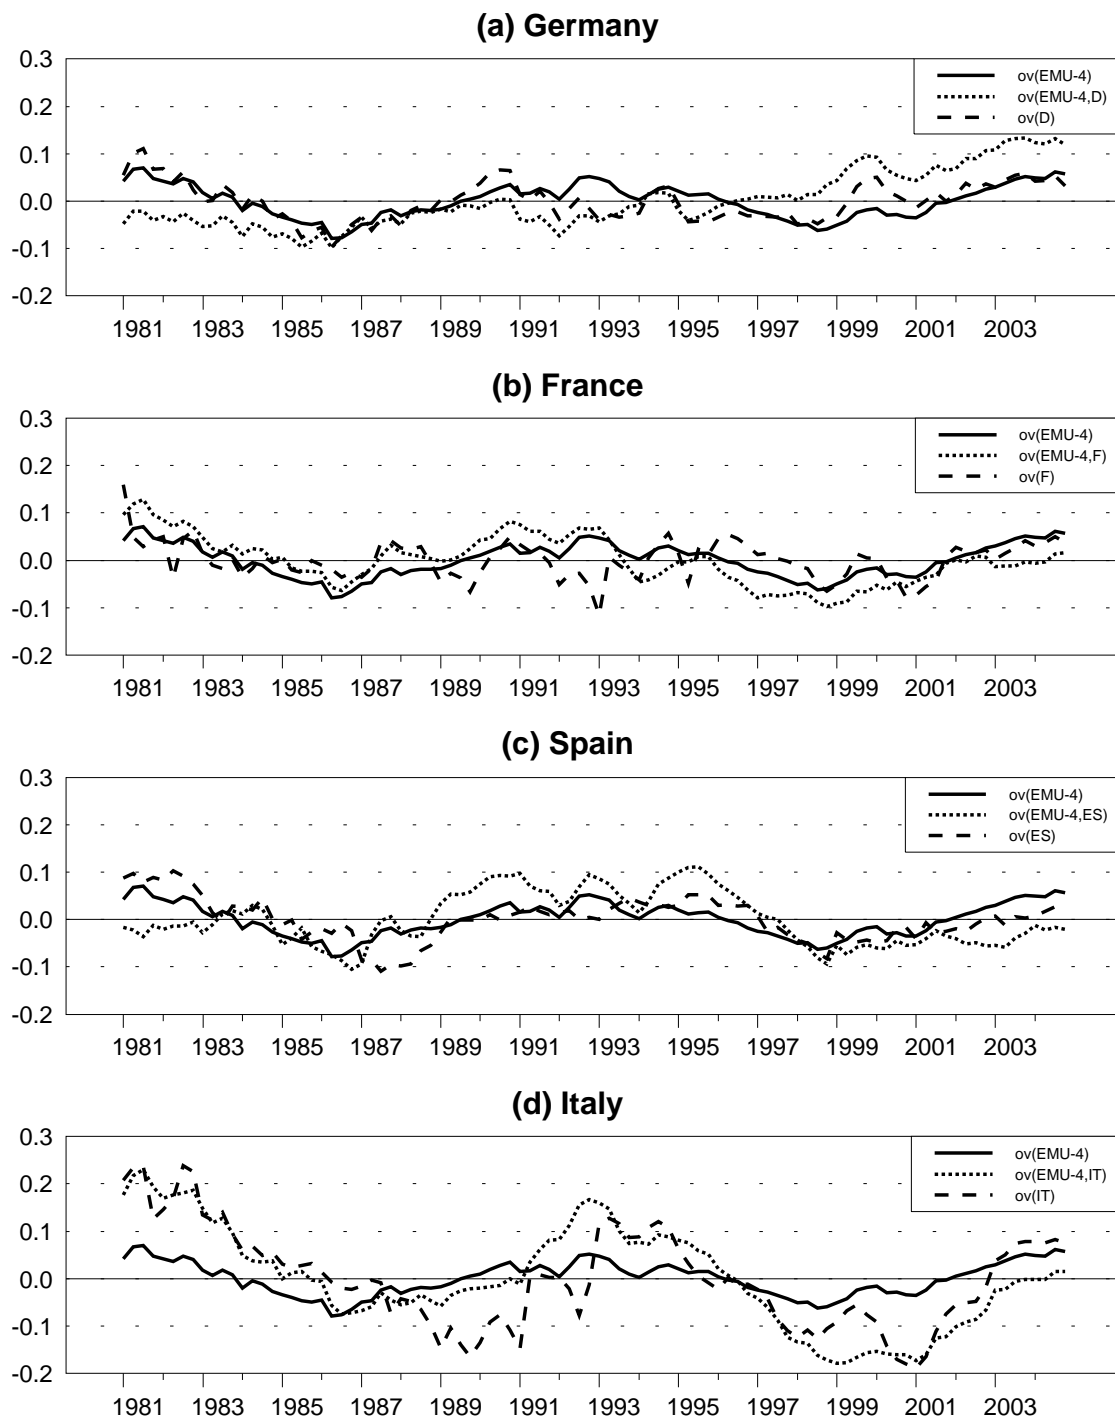 (a) Germany
0.3
0.2
0.1
0.0
-0.1
-0.2
ov(EMU-4)
ov(EMU-4,D)
ov(D)
1981 1983 1985 1987 1989 1991 1993 1995 1997 1999 2001 2003
(b) France
0.3
0.2
0.1
0.0
-0.1
-0.2
ov(EMU-4)
ov(EMU-4,F)
ov(F)
1981 1983 1985 1987 1989 1991 1993 1995 1997 1999 2001 2003
(c) Spain
0.3
0.2
0.1
0.0
-0.1
-0.2
ov(EMU-4)
ov(EMU-4,ES)
ov(ES)
1981 1983 1985 1987 1989 1991 1993 1995 1997 1999 2001 2003
(d) Italy
0.3
0.2
0.1
0.0
-0.1
-0.2
ov(EMU-4)
ov(EMU-4,IT)
ov(IT)
1981 1983 1985 1987 1989 1991 1993 1995 1997 1999 2001 2003